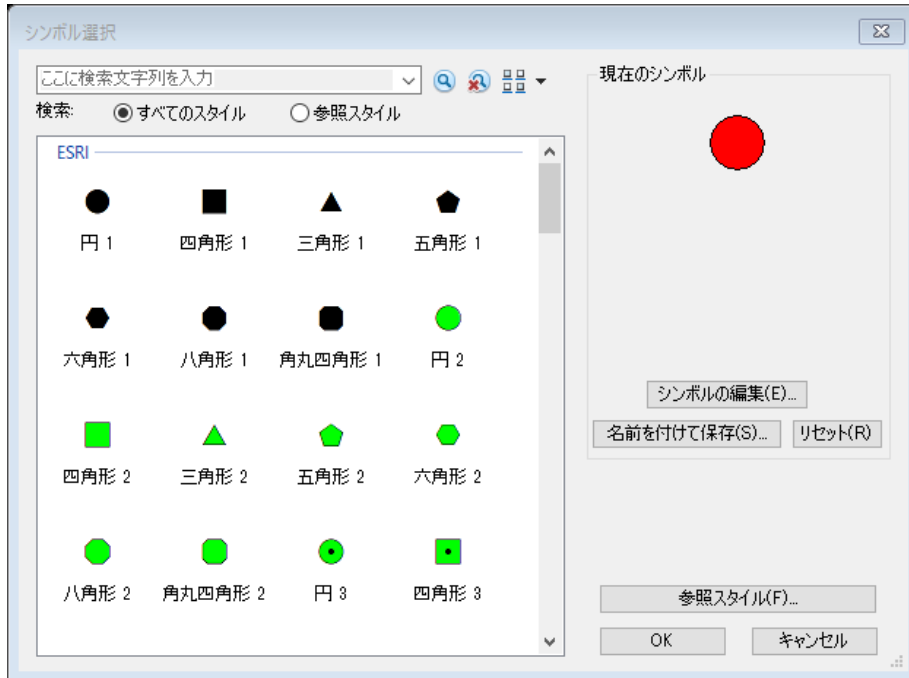 シンボル選択
ここに検索文字列を入力
検索: すべてのスタイル 参照スタイル
ESRI
円 1 四角形 1 三角形 1 五角形 1
六角形 1 八角形 1 角丸四角形 1 円 2
四角形 2 三角形 2 五角形 2 六角形 2
八角形 2 角丸四角形 2 円 3 四角形 3
現在のシンボル
シンボルの編集(E)...
名前を付けて保存(S)... リセット(R)
参照スタイル(F)...
OK キャンセル